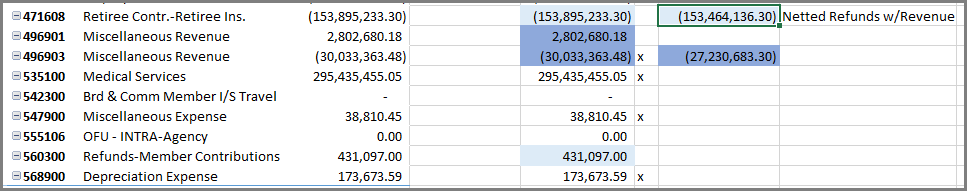 471608 Retiree Contr.-Retiree Ins. (153,895,233.30) (153,895,233.30) (153,464,136.30) Netted Refunds w/Revenue
496901 Miscellaneous Revenue 2,802,680.18 2,802,680.18
496903 Miscellaneous Revenue (30,033,363.48) (30,033,363.48) x (27,230,683.30)
535100 Medical Services 295,435,455.05 295,435,455.05 x
542300 Brd & Comm Member I/S Travel - -
547900 Miscellaneous Expense 38,810.45 38,810.45 x
555106 OFU - INTRA-Agency 0.00 0.00
560300 Refunds-Member Contributions 431,097.00 431,097.00
568900 Depreciation Expense 173,673.59 173,673.59 x